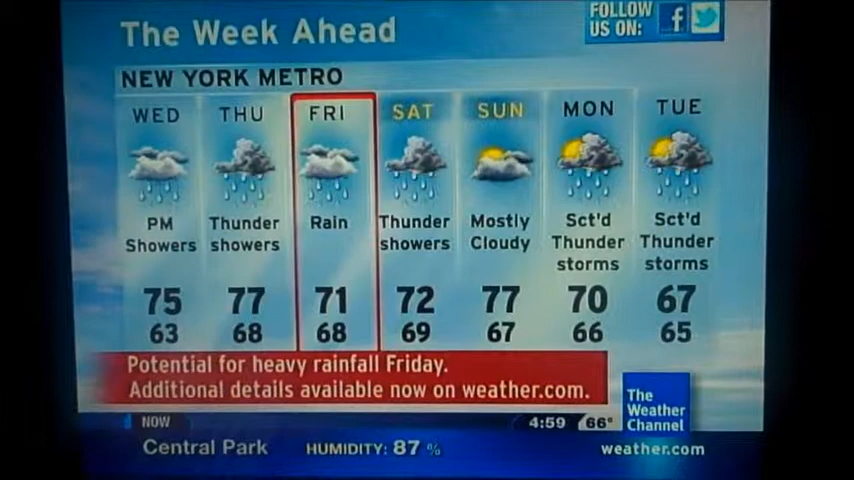 The Week Ahead
FOLLOW
US ON:
f
NEW YORK METRO
WED THU FRI SAT SUN MON TUE
PM
Showers
Thunder
showers
Rain
Thunder
showers
Mostly
Cloudy
Sct'd
Thunder
storms
Sct'd
Thunder
storms
75 77 71 72 77 70 67
63 68 68 69 67 66 65
Potential for heavy rainfall Friday.
Additional details available now on weather.com.
The
Weather
Channel
NOW
4:59 66°
Central Park HUMIDITY: 87 %
weather.com